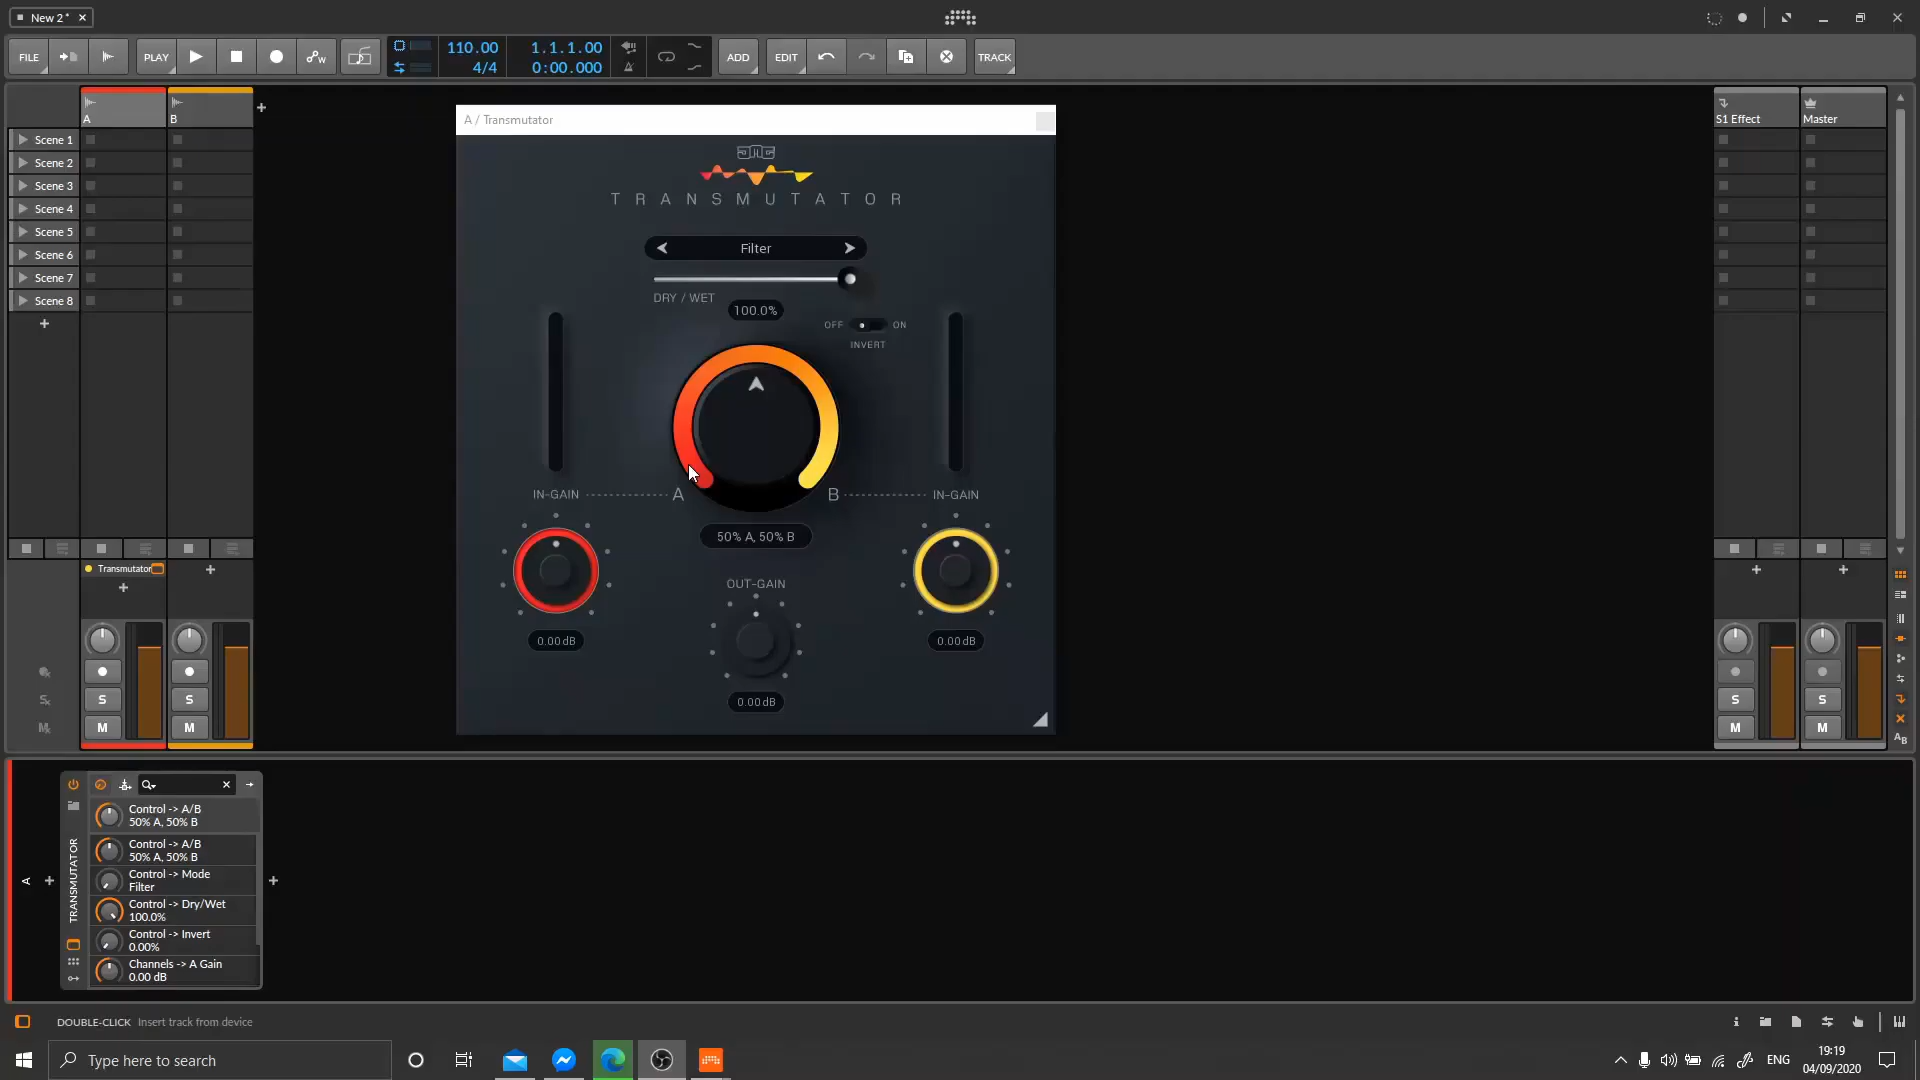 New 2 *
FILE
PLAY
110.00
4/4
1.1.1.00
0:00.000
ADD
EDIT
TRACK
A
B
S1 Effect
Master
Scene 1
Scene 2
Scene 3
Scene 4
Scene 5
Scene 6
Scene 7
Scene 8
A / Transmutator
TRANSMUTATOR
Filter
DRY / WET
100.0%
OFF
ON
INVERT
IN-GAIN
A
B
IN-GAIN
50% A, 50% B
OUT-GAIN
0.00dB
0.00dB
0.00dB
Transmutator
S
S
S
S
M
M
M
M
A
TRANSMUTATOR
Control -> A/B
50% A, 50% B
Control -> A/B
50% A, 50% B
Control -> Mode
Filter
Control -> Dry/Wet
100.0%
Control -> Invert
0.00%
Channels -> A Gain
0.00 dB
DOUBLE-CLICK Insert track from device
Type here to search
ENG
19:19
04/09/2020